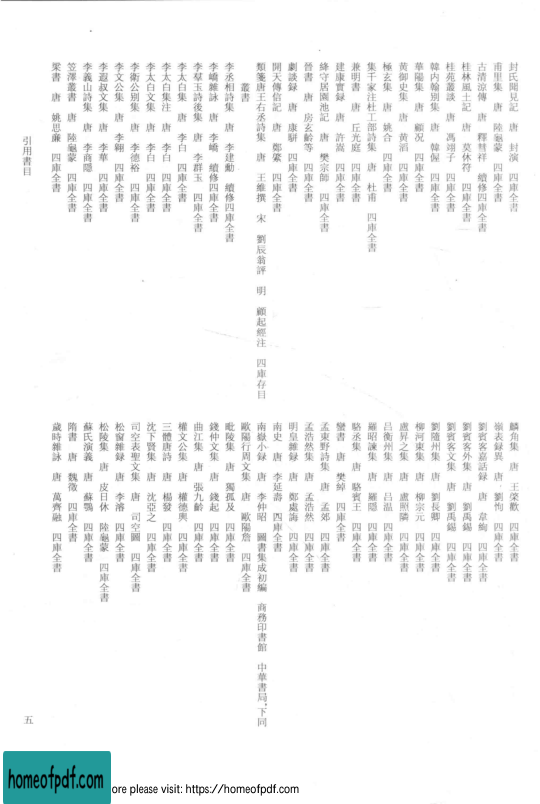 封氏聞見記　唐　封演　四庫全書
甫里集　唐　陸龜蒙　四庫全書
古清涼傳　唐　釋慧祥　續修四庫全書
桂林風土記　唐　莫休符　四庫全書
桂苑叢談　唐　馮翊子　四庫全書
韓内翰別集　唐　韓偓　四庫全書
華陽集　唐　顧况　四庫全書
黄御史集　唐　黄滔　四庫全書
極玄集　唐　姚合　四庫全書
集千家注杜工部詩集　唐　杜甫　四庫全書
兼明書　唐　丘光庭　四庫全書
建康實録　唐　許嵩　四庫全書
絳守居園池記　唐　樊宗師　四庫全書
晉書　唐　房玄齡等　四庫全書
劇談録　唐　康駢　四庫全書
開天傳信記　唐　鄭綮　四庫全書
類箋唐王右丞詩集　唐　王維撰　宋　劉辰翁評　明　顧起經注　四庫存目
叢書
李丞相詩集　唐　李建勳　續修四庫全書
李嶠雜詠　唐　李嶠　續修四庫全書
李羣玉詩後集　唐　李群玉　四庫全書
李太白集　唐　李白　四庫全書
李太白集注　唐　李白　四庫全書
李太白文集　唐　李白　四庫全書
李衛公別集　唐　李德裕　四庫全書
李文公集　唐　李翱　四庫全書
李遐叔文集　唐　李華　四庫全書
李義山詩集　唐　李商隱　四庫全書
笠澤叢書　唐　陸龜蒙　四庫全書
梁書　唐　姚思廉　四庫全書
麟角集　唐　王棨歡　四庫全書
嶺表録異　唐　劉恂　四庫全書
劉賓客嘉話録　唐　韋絢　四庫全書
劉賓客外集　唐　劉禹錫　四庫全書
劉賓客文集　唐　劉禹錫　四庫全書
劉隨州集　唐　劉長卿　四庫全書
柳河東集　唐　柳宗元　四庫全書
盧昇之集　唐　盧照鄰　四庫全書
吕衡州集　唐　吕温　四庫全書
羅昭諫集　唐　羅隱　四庫全書
駱丞集　唐　駱賓王　四庫全書
蠻書　唐　樊綽　四庫全書
孟東野詩集　唐　孟郊　四庫全書
孟浩然集　唐　孟浩然　四庫全書
明皇雜録　唐　鄭處誨　四庫全書
南史　唐　李延壽　四庫全書
南嶽小録　唐　李仲昭　圖書集成初編　商務印書館　中華書局，下同
歐陽行周文集　唐　歐陽詹　四庫全書
毗陵集　唐　獨孤及　四庫全書
錢仲文集　唐　錢起　四庫全書
曲江集　唐　張九齡　四庫全書
權文公集　唐　權德輿　四庫全書
三體唐詩　唐　楊發　四庫全書
沈下賢集　唐　沈亞之　四庫全書
司空表聖文集　唐　司空圖　四庫全書
松窗雜録　唐　李濬　四庫全書
松陵集　唐　皮日休　陸龜蒙　四庫全書
蘇氏演義　唐　蘇鶚　四庫全書
隋書　唐　魏徵　四庫全書
歲時雜詠　唐　萬齊融　四庫全書
引用書目
五
homeofpdf.com
ore please visit: https://homeofpdf.com